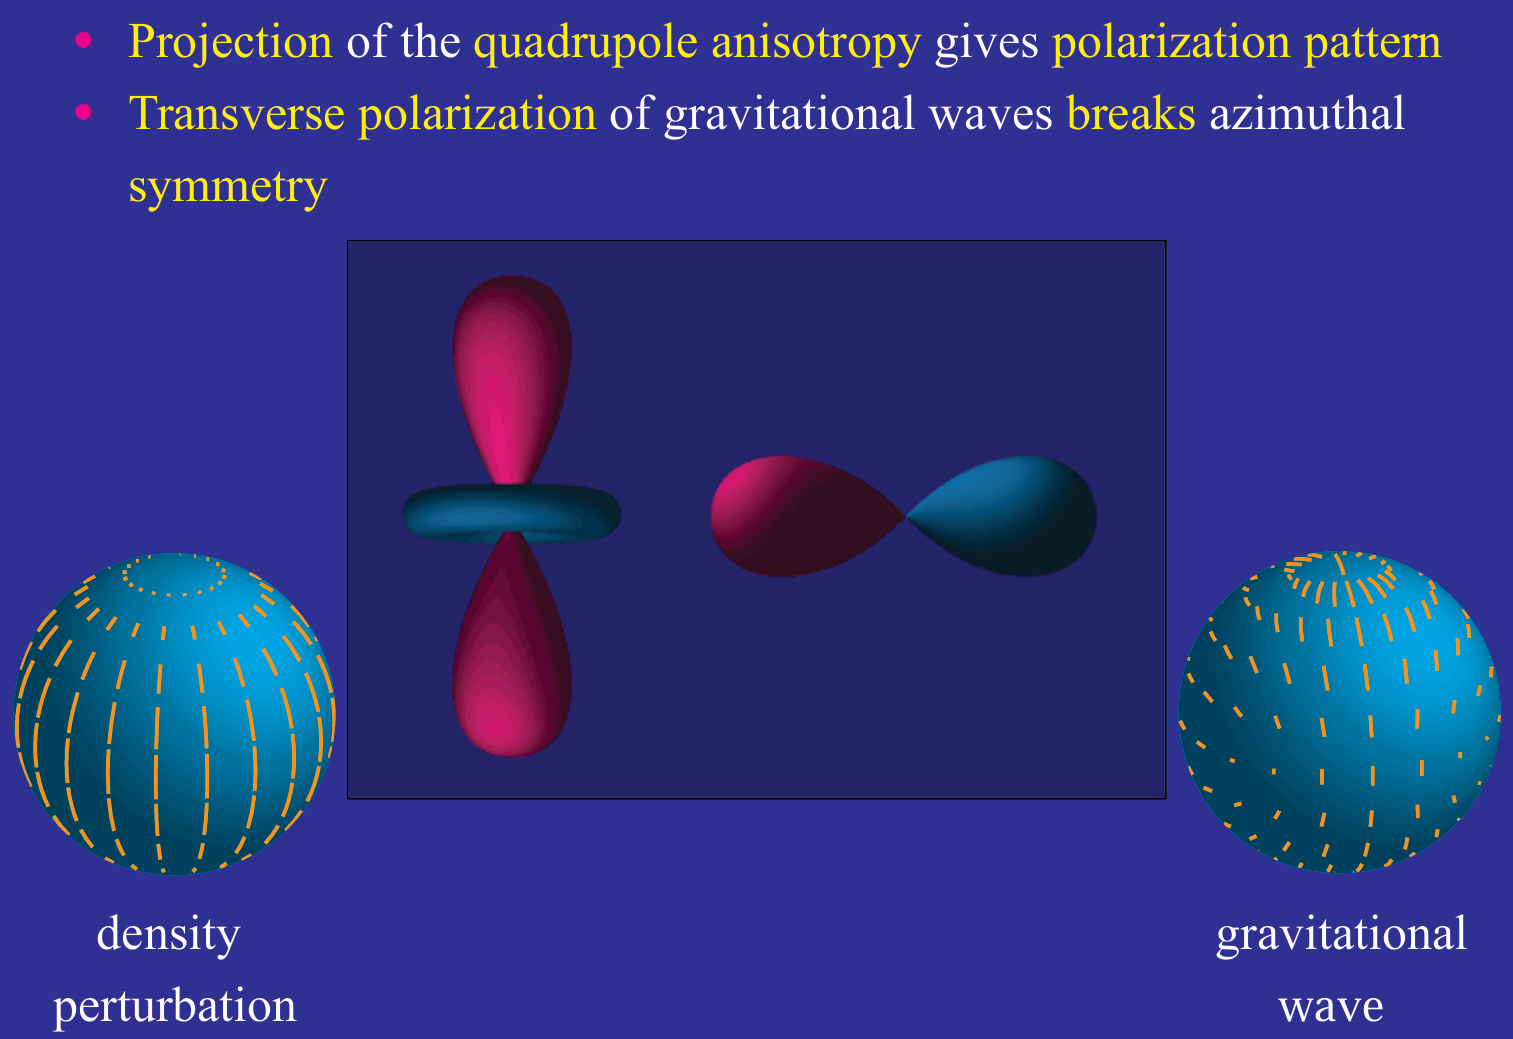 • Projection of the quadrupole anisotropy gives polarization pattern
• Transverse polarization of gravitational waves breaks azimuthal
symmetry
density
perturbation
gravitational
wave